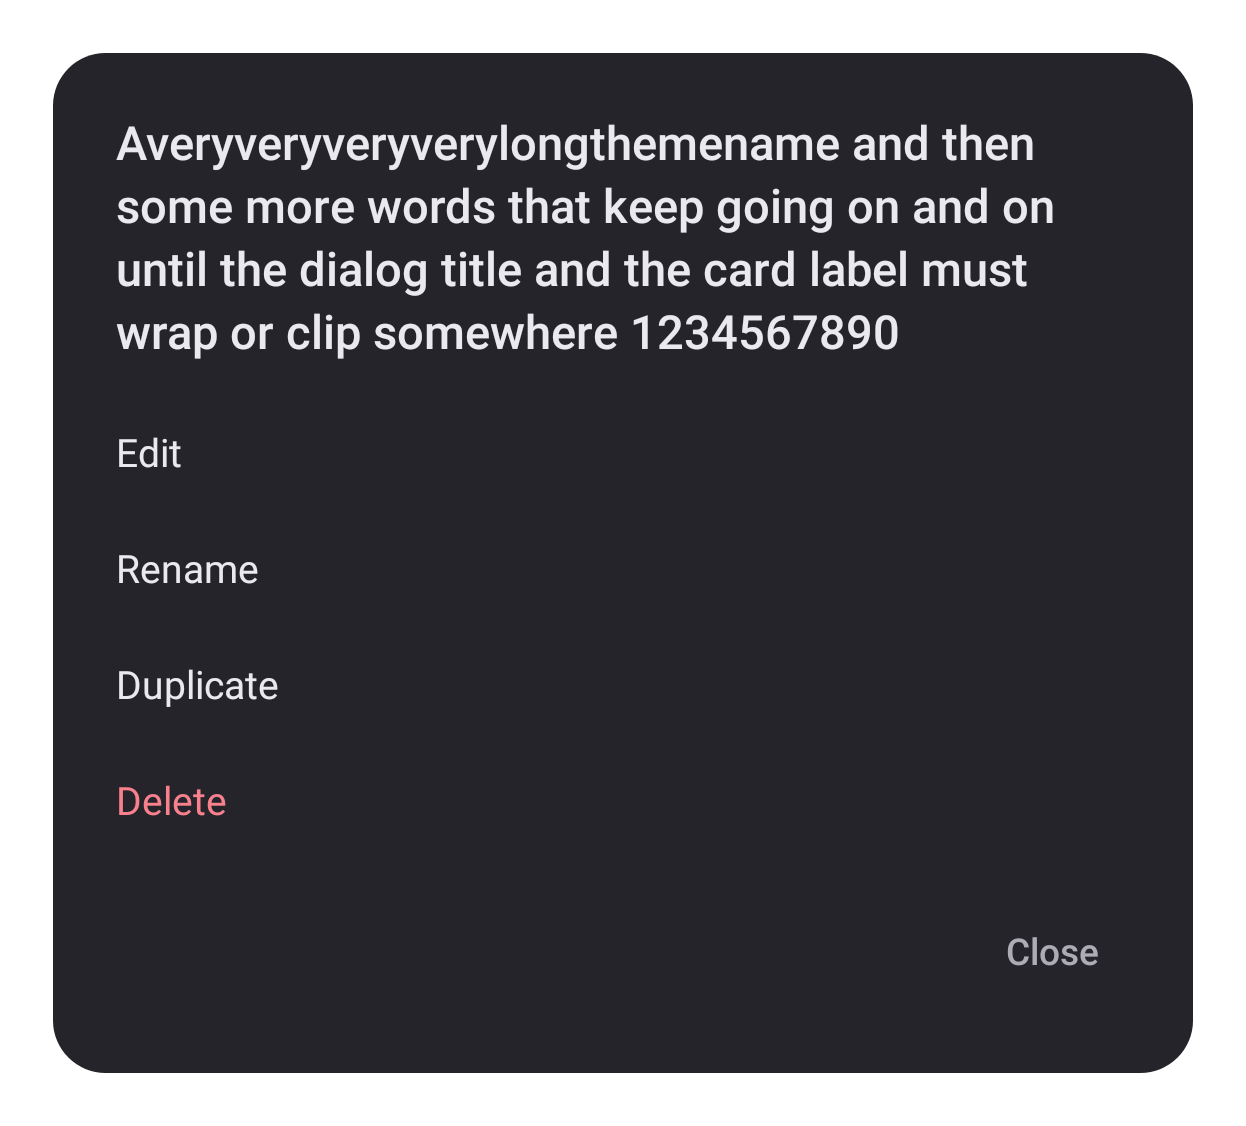 Averyveryveryverylongthemename and then
some more words that keep going on and on
until the dialog title and the card label must
wrap or clip somewhere 1234567890
Edit
Rename
Duplicate
Delete
Close